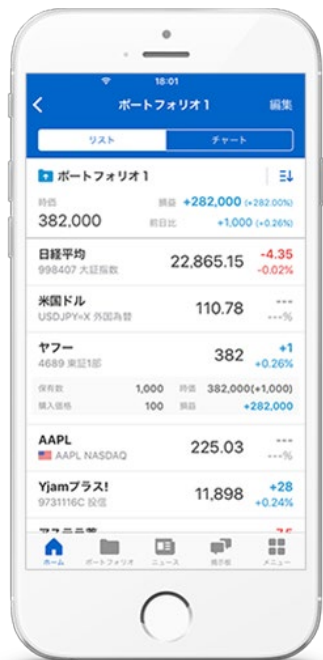 18:01
ポートフォリオ1 編集
リスト チャート
ポートフォリオ1
時価 損益 +282,000 (+282.00%)
382,000 前日比 +1,000 (+0.26%)
日経平均 22,865.15 -4.35
998407 大証指数 -0.02%
米国ドル 110.78 ---
USDJPY=X 外国為替 ---%
ヤフー 382 +1
4689 東証1部 +0.26%
保有数 1,000 時価 382,000(+1,000)
購入価格 100 損益 +282,000
AAPL 225.03 ---
AAPL NASDAQ ---%
Yjamプラス! 11,898 +28
9731116C 投信 +0.24%
ホーム ポートフォリオ ニュース 掲示板 メニュー